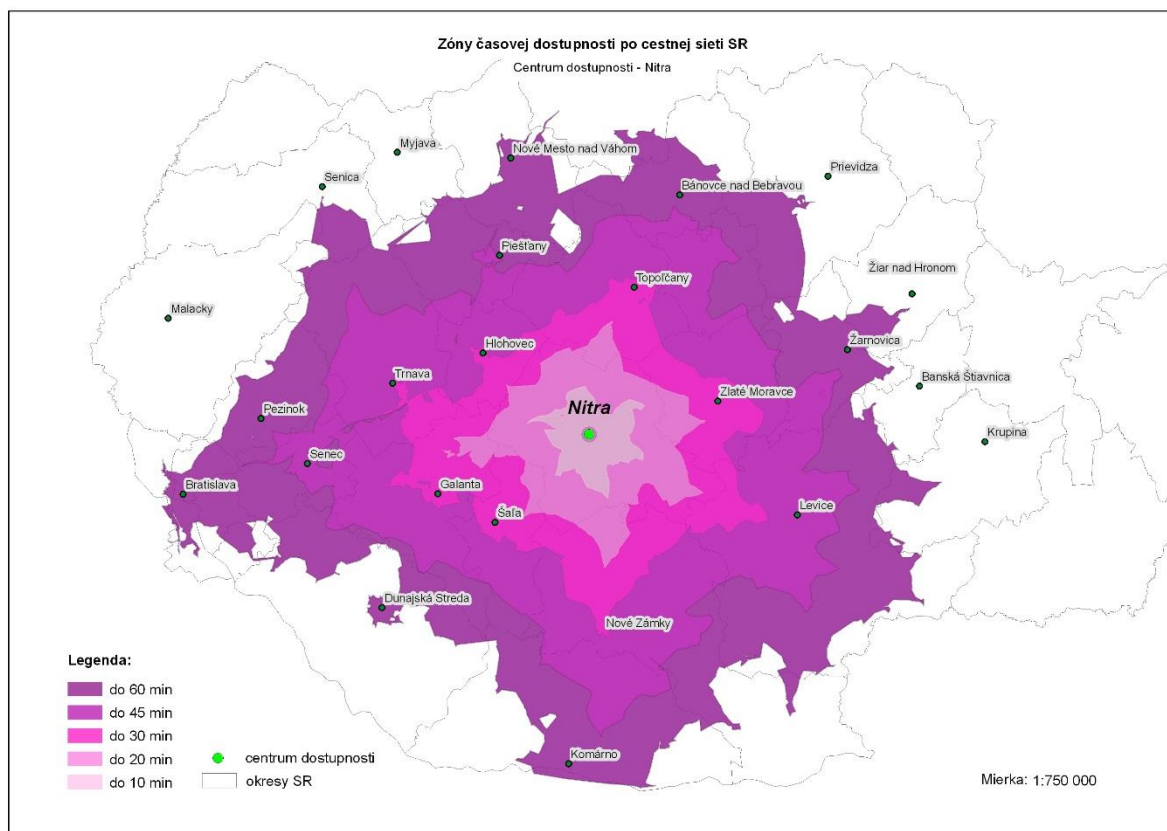 Zóny časovej dostupnosti po cestnej sieti SR
Centrum dostupnosti - Nitra
Myjava
Nové Mesto nad Váhom
Prievidza
Senica
Bánovce nad Bebravou
Piešťany
Žiar nad Hronom
Topoľčany
Malacky
Hlohovec
Žarnovica
Trnava
Banská Štiavnica
Zlaté Moravce
Nitra
Pezinok
Krupina
Senec
Galanta
Bratislava
Levice
Šaľa
Dunajská Streda
Nové Zámky
Komárno
Legenda:
do 60 min
do 45 min
do 30 min
do 20 min
do 10 min
centrum dostupnosti
okresy SR
Mierka: 1:750 000